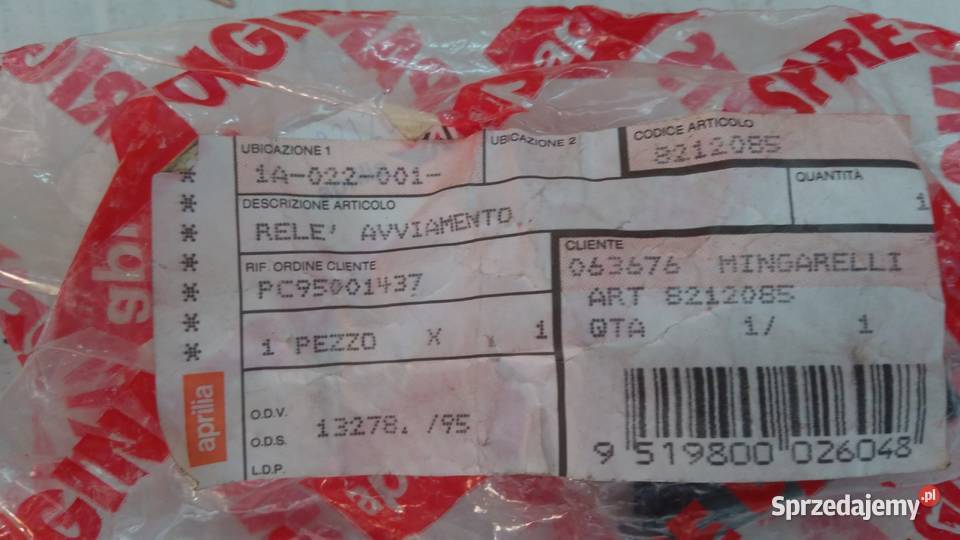 UBICAZIONE 1
UBICAZIONE 2
CODICE ARTICOLO
1A-022-001-
8212085
DESCRIZIONE ARTICOLO
QUANTITÀ
RELE' AVVIAMENTO
1
RIF. ORDINE CLIENTE
PC95001437
CLIENTE
063676 MINGARELLI
ART 8212085
1 PEZZO X 1
QTA 1/ 1
O.D.V.
O.D.S.
13278. /95
L.D.P.
aprilia
9 519800 026048
SPARES
Sprzedajemy.pl